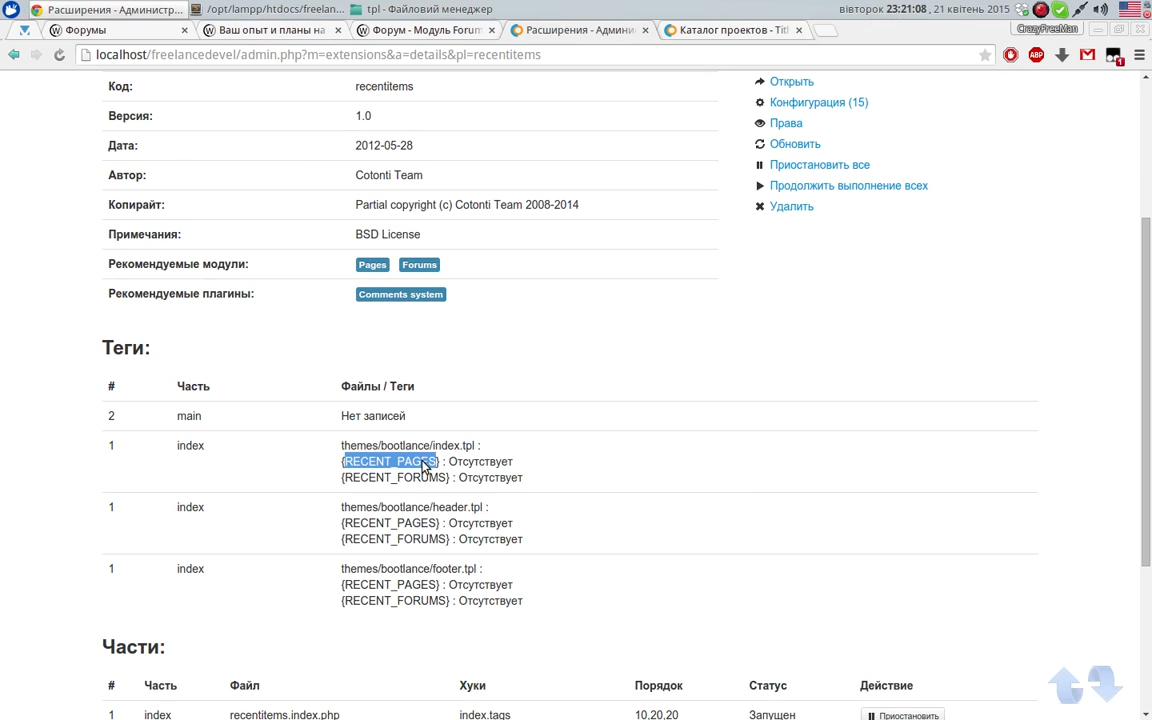 Расширения - Администр...
/opt/lampp/htdocs/freelan...
tpl - Файловий менеджер
вівторок 23:21:08, 21 квітень 2015
Форумы
Ваш опыт и планы на
Форум - Модуль Forum
Расширения - Админи
Каталог проектов - Titl
CrazyFreeMan
localhost/freelancedevel/admin.php?m=extensions&a=details&pl=recentitems
ABP
1
Код: recentitems
Версия: 1.0
Дата: 2012-05-28
Автор: Cotonti Team
Копирайт: Partial copyright (c) Cotonti Team 2008-2014
Примечания: BSD License
Рекомендуемые модули: Pages Forums
Рекомендуемые плагины: Comments system
Открыть
Конфигурация (15)
Права
Обновить
Приостановить все
Продолжить выполнение всех
Удалить
Теги:
# Часть Файлы / Теги
2 main Нет записей
1 index themes/bootlance/index.tpl :
{RECENT_PAGES} : Отсутствует
{RECENT_FORUMS} : Отсутствует
1 index themes/bootlance/header.tpl :
{RECENT_PAGES} : Отсутствует
{RECENT_FORUMS} : Отсутствует
1 index themes/bootlance/footer.tpl :
{RECENT_PAGES} : Отсутствует
{RECENT_FORUMS} : Отсутствует
Части:
# Часть Файл Хуки Порядок Статус Действие
1 index recentitems.index.php index.tags 10,20,20 Запущен Приостановить